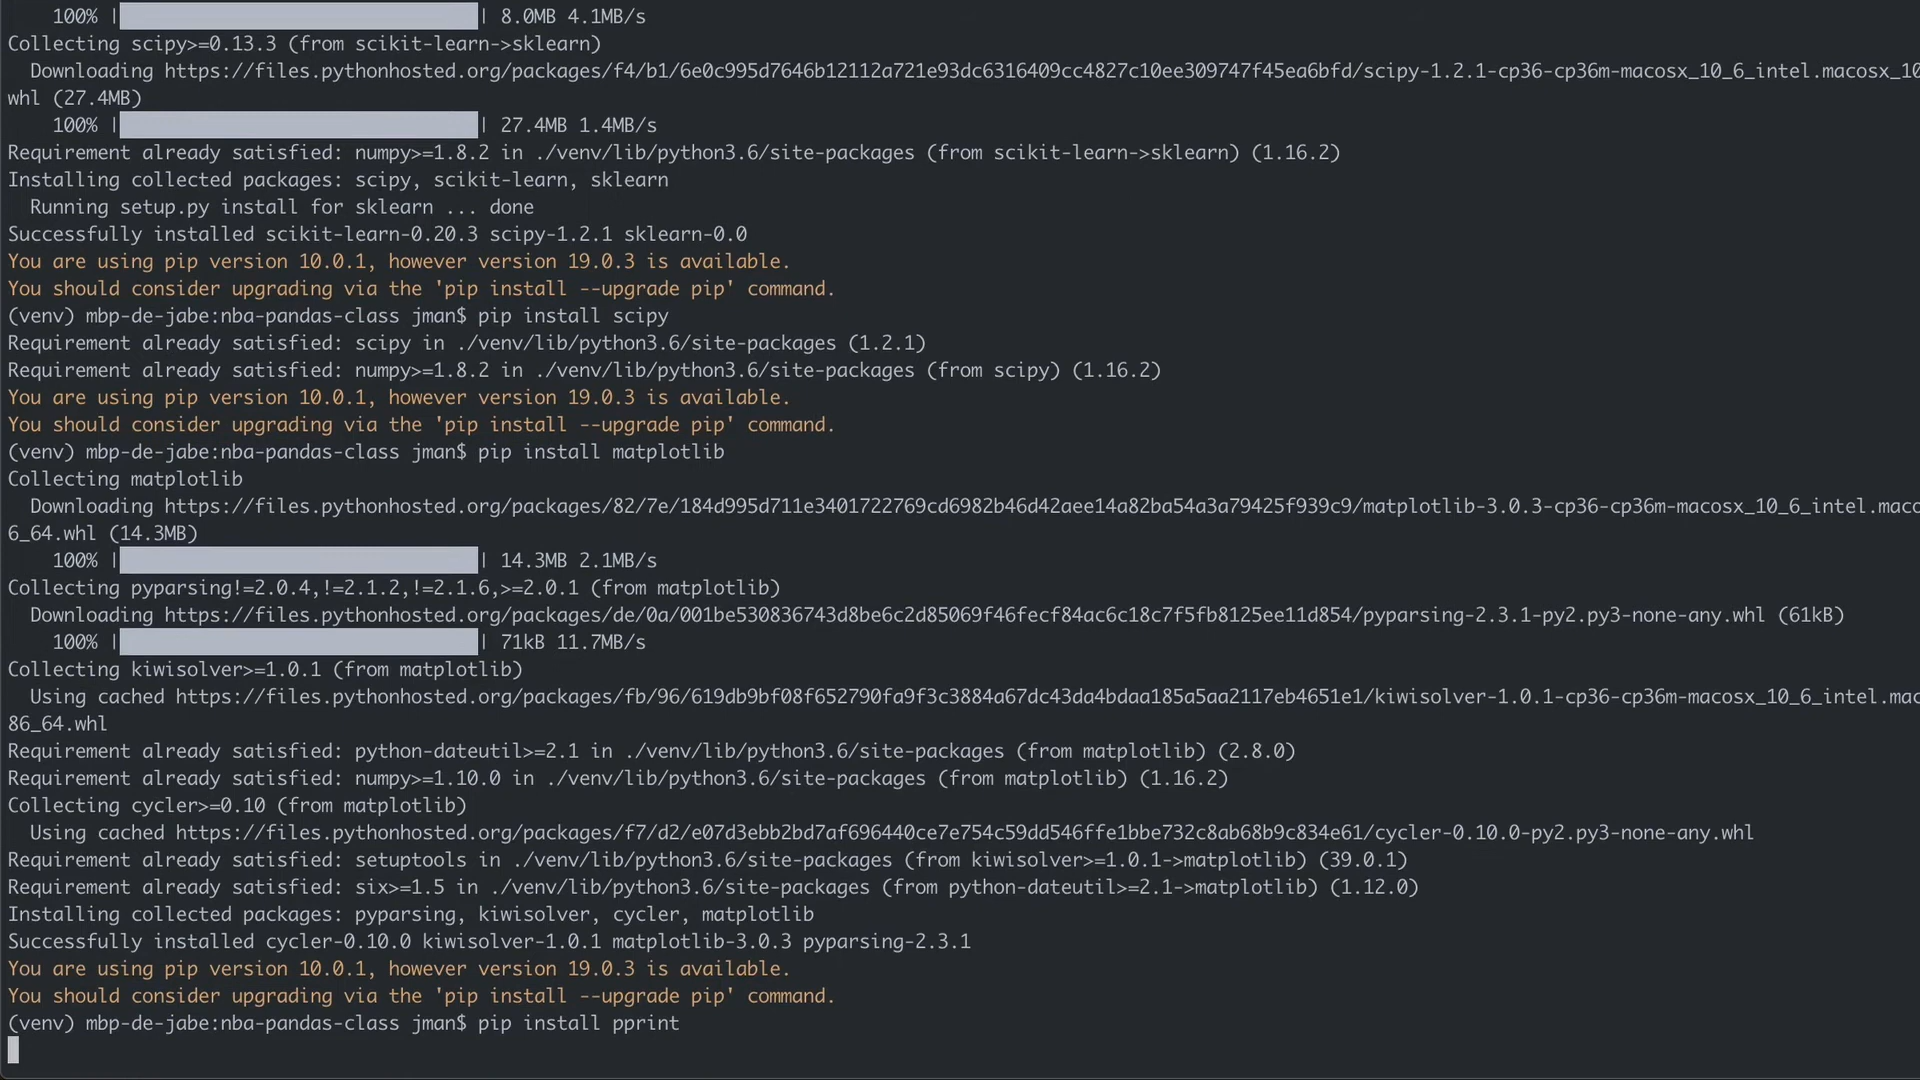 100% | | 8.0MB 4.1MB/s
Collecting scipy>=0.13.3 (from scikit-learn->sklearn)
Downloading https://files.pythonhosted.org/packages/f4/b1/6e0c995d7646b12112a721e93dc6316409cc4827c10ee309747f45ea6bfd/scipy-1.2.1-cp36-cp36m-macosx_10_6_intel.macosx_10
whl (27.4MB)
100% | | 27.4MB 1.4MB/s
Requirement already satisfied: numpy>=1.8.2 in ./venv/lib/python3.6/site-packages (from scikit-learn->sklearn) (1.16.2)
Installing collected packages: scipy, scikit-learn, sklearn
Running setup.py install for sklearn ... done
Successfully installed scikit-learn-0.20.3 scipy-1.2.1 sklearn-0.0
You are using pip version 10.0.1, however version 19.0.3 is available.
You should consider upgrading via the 'pip install --upgrade pip' command.
(venv) mbp-de-jabe:nba-pandas-class jman$ pip install scipy
Requirement already satisfied: scipy in ./venv/lib/python3.6/site-packages (1.2.1)
Requirement already satisfied: numpy>=1.8.2 in ./venv/lib/python3.6/site-packages (from scipy) (1.16.2)
You are using pip version 10.0.1, however version 19.0.3 is available.
You should consider upgrading via the 'pip install --upgrade pip' command.
(venv) mbp-de-jabe:nba-pandas-class jman$ pip install matplotlib
Collecting matplotlib
Downloading https://files.pythonhosted.org/packages/82/7e/184d995d711e3401722769cd6982b46d42aee14a82ba54a3a79425f939c9/matplotlib-3.0.3-cp36-cp36m-macosx_10_6_intel.maco
6_64.whl (14.3MB)
100% | | 14.3MB 2.1MB/s
Collecting pyparsing!=2.0.4,!=2.1.2,!=2.1.6,>=2.0.1 (from matplotlib)
Downloading https://files.pythonhosted.org/packages/de/0a/001be530836743d8be6c2d85069f46fecf84ac6c18c7f5fb8125ee11d854/pyparsing-2.3.1-py2.py3-none-any.whl (61kB)
100% | | 71kB 11.7MB/s
Collecting kiwisolver>=1.0.1 (from matplotlib)
Using cached https://files.pythonhosted.org/packages/fb/96/619db9bf08f652790fa9f3c3884a67dc43da4bdaa185a5aa2117eb4651e1/kiwisolver-1.0.1-cp36-cp36m-macosx_10_6_intel.mac
86_64.whl
Requirement already satisfied: python-dateutil>=2.1 in ./venv/lib/python3.6/site-packages (from matplotlib) (2.8.0)
Requirement already satisfied: numpy>=1.10.0 in ./venv/lib/python3.6/site-packages (from matplotlib) (1.16.2)
Collecting cycler>=0.10 (from matplotlib)
Using cached https://files.pythonhosted.org/packages/f7/d2/e07d3ebb2bd7af696440ce7e754c59dd546ffe1bbe732c8ab68b9c834e61/cycler-0.10.0-py2.py3-none-any.whl
Requirement already satisfied: setuptools in ./venv/lib/python3.6/site-packages (from kiwisolver>=1.0.1->matplotlib) (39.0.1)
Requirement already satisfied: six>=1.5 in ./venv/lib/python3.6/site-packages (from python-dateutil>=2.1->matplotlib) (1.12.0)
Installing collected packages: pyparsing, kiwisolver, cycler, matplotlib
Successfully installed cycler-0.10.0 kiwisolver-1.0.1 matplotlib-3.0.3 pyparsing-2.3.1
You are using pip version 10.0.1, however version 19.0.3 is available.
You should consider upgrading via the 'pip install --upgrade pip' command.
(venv) mbp-de-jabe:nba-pandas-class jman$ pip install pprint